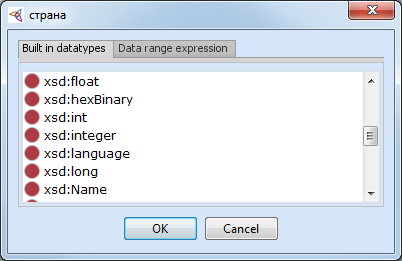 страна
Built in datatypes Data range expression
xsd:float
xsd:hexBinary
xsd:int
xsd:integer
xsd:language
xsd:long
xsd:Name
OK Cancel